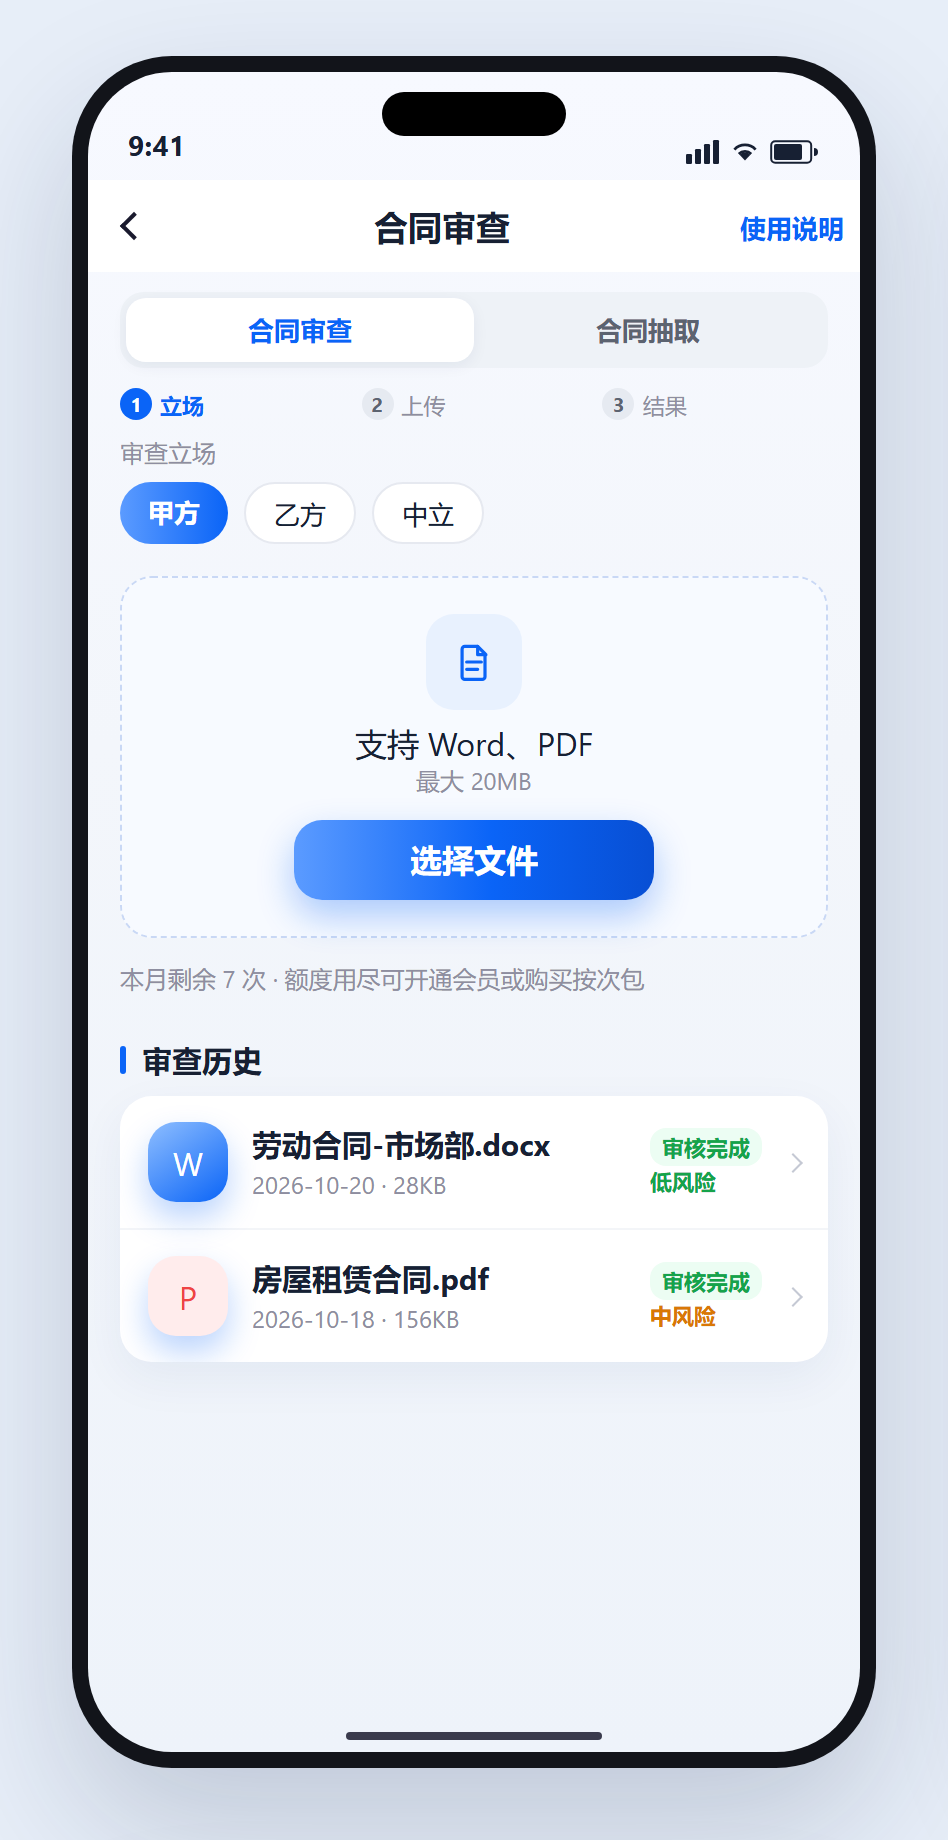 9:41
合同审查
使用说明
合同审查
合同抽取
1 立场
2 上传
3 结果
审查立场
甲方
乙方
中立
支持 Word、PDF
最大 20MB
选择文件
本月剩余 7 次 · 额度用尽可开通会员或购买按次包
审查历史
W
劳动合同-市场部.docx
2026-10-20 · 28KB
审核完成
低风险
P
房屋租赁合同.pdf
2026-10-18 · 156KB
审核完成
中风险